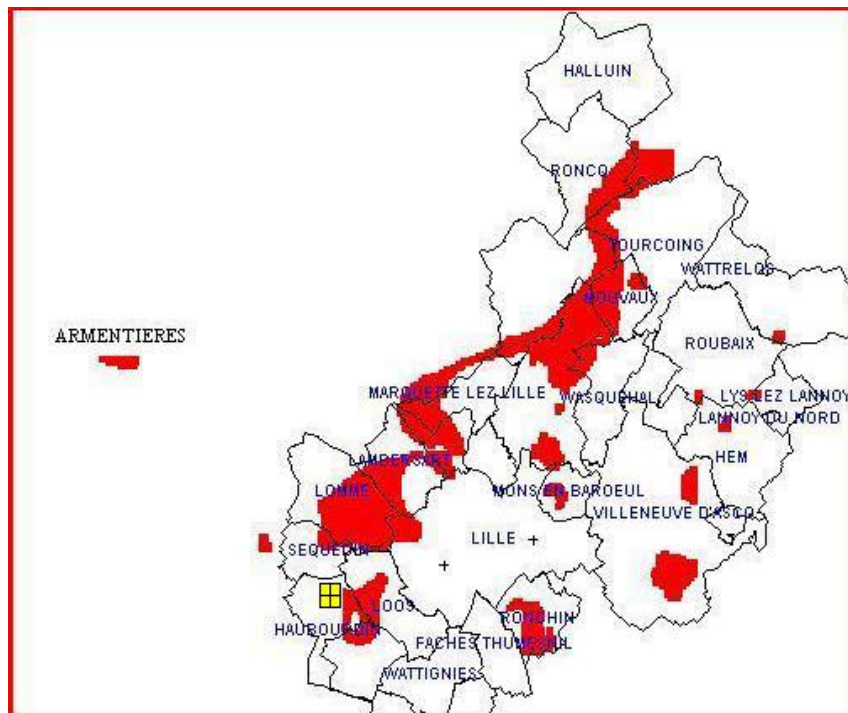 HALLUIN
RONCQ
TOURCOING
WATTRELOS
MOUVAUX
ARMENTIERES
ROUBAIX
MARQUETTE LEZ LILLE
WASQUEHAL
LYS LEZ LANNOY
LANNOY DU NORD
HEM
LAMBERSART
LOMME
MONS EN BAROEUL
VILLENEUVE D'ASCQ
LILLE
SEQUEDIN
LOOS
HAUBOURDIN
RONCHIN
FACHES THUMESNIL
WATTIGNIES